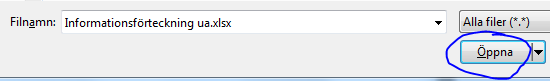 Filnamn: Informationsförteckning ua.xlsx Alla filer (*.*)
Öppna